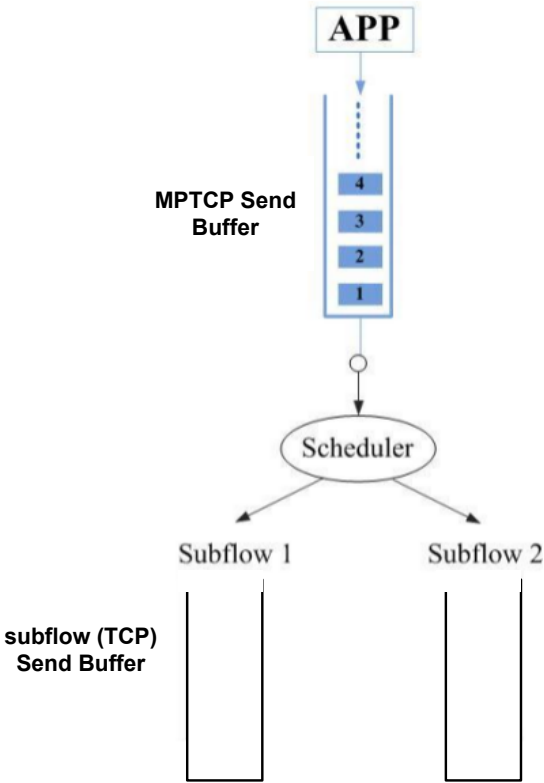 APP
MPTCP Send
Buffer
4
3
2
1
Scheduler
Subflow 1
Subflow 2
subflow (TCP)
Send Buffer